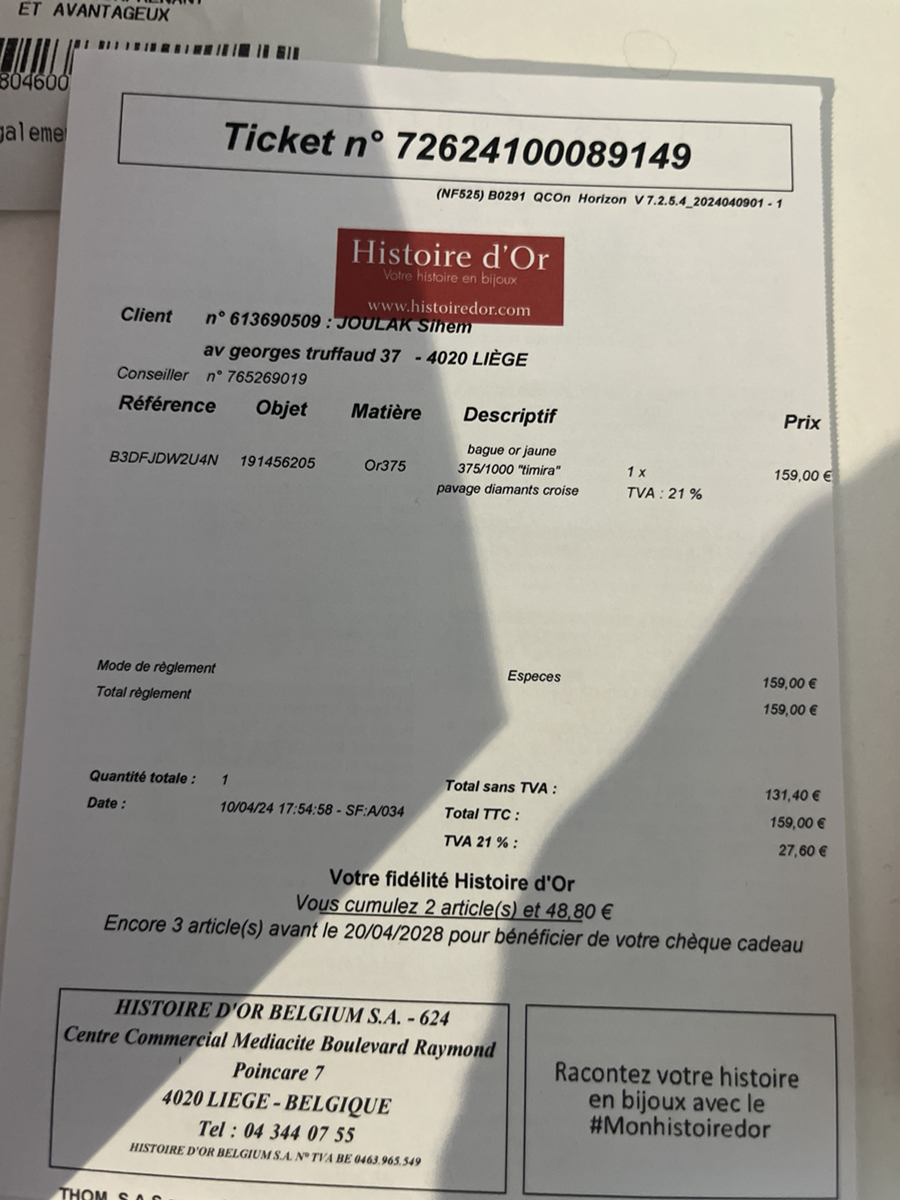 ET AVANTAGEUX
804600
Ticket n° 72624100089149
(NF525) B0291 QCOn Horizon V 7.2.5.4_2024040901 - 1
Histoire d'Or
Votre histoire en bijoux
www.histoiredor.com
Client n° 613690509 : JOULAK Sihem
av georges truffaud 37 - 4020 LIÈGE
Conseiller n° 765269019
Référence Objet Matière Descriptif Prix
bague or jaune
B3DFJDW2U4N 191456205 Or375 375/1000 "timira" 1 x 159,00 €
pavage diamants croise TVA : 21 %
Mode de règlement Especes 159,00 €
Total règlement 159,00 €
Quantité totale : 1 Total sans TVA : 131,40 €
Date : 10/04/24 17:54:58 - SF:A/034 Total TTC : 159,00 €
TVA 21 % : 27,60 €
Votre fidélité Histoire d'Or
Vous cumulez 2 article(s) et 48,80 €
Encore 3 article(s) avant le 20/04/2028 pour bénéficier de votre chèque cadeau
HISTOIRE D'OR BELGIUM S.A. - 624
Centre Commercial Mediacite Boulevard Raymond
Poincare 7
4020 LIEGE - BELGIQUE
Tel : 04 344 07 55
HISTOIRE D'OR BELGIUM S.A. N° TVA BE 0463.965.549
Racontez votre histoire
en bijoux avec le
#Monhistoiredor
THOM S.A.S